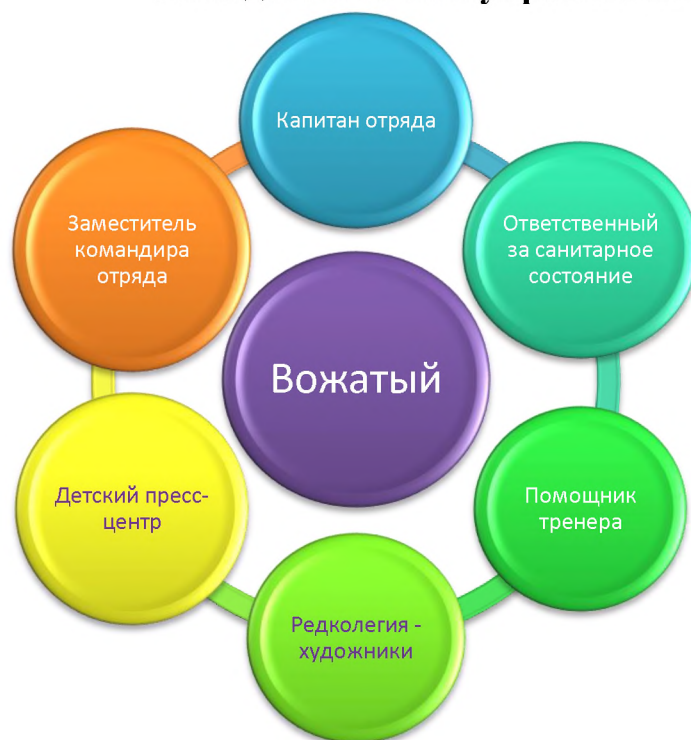 Капитан отряда
Ответственный
за санитарное
состояние
Помощник
тренера
Редколегия -
художники
Детский пресс-
центр
Заместитель
командира
отряда
Вожатый